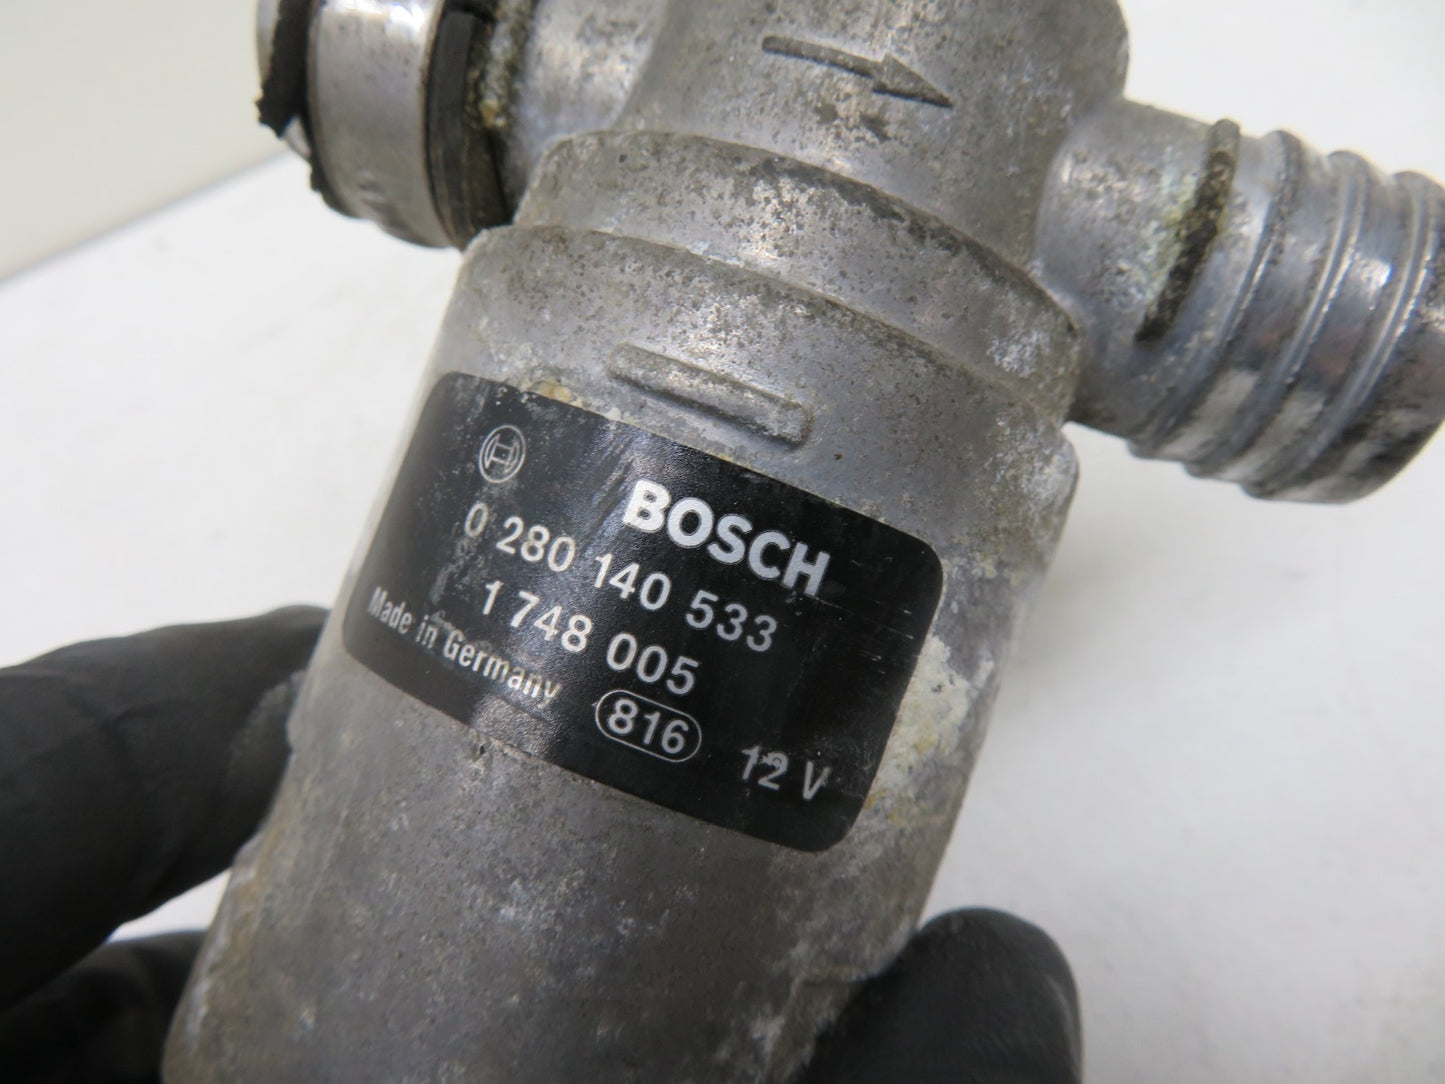 BOSCH
0 280 140 533
1 748 005
Made in Germany 816 12 V